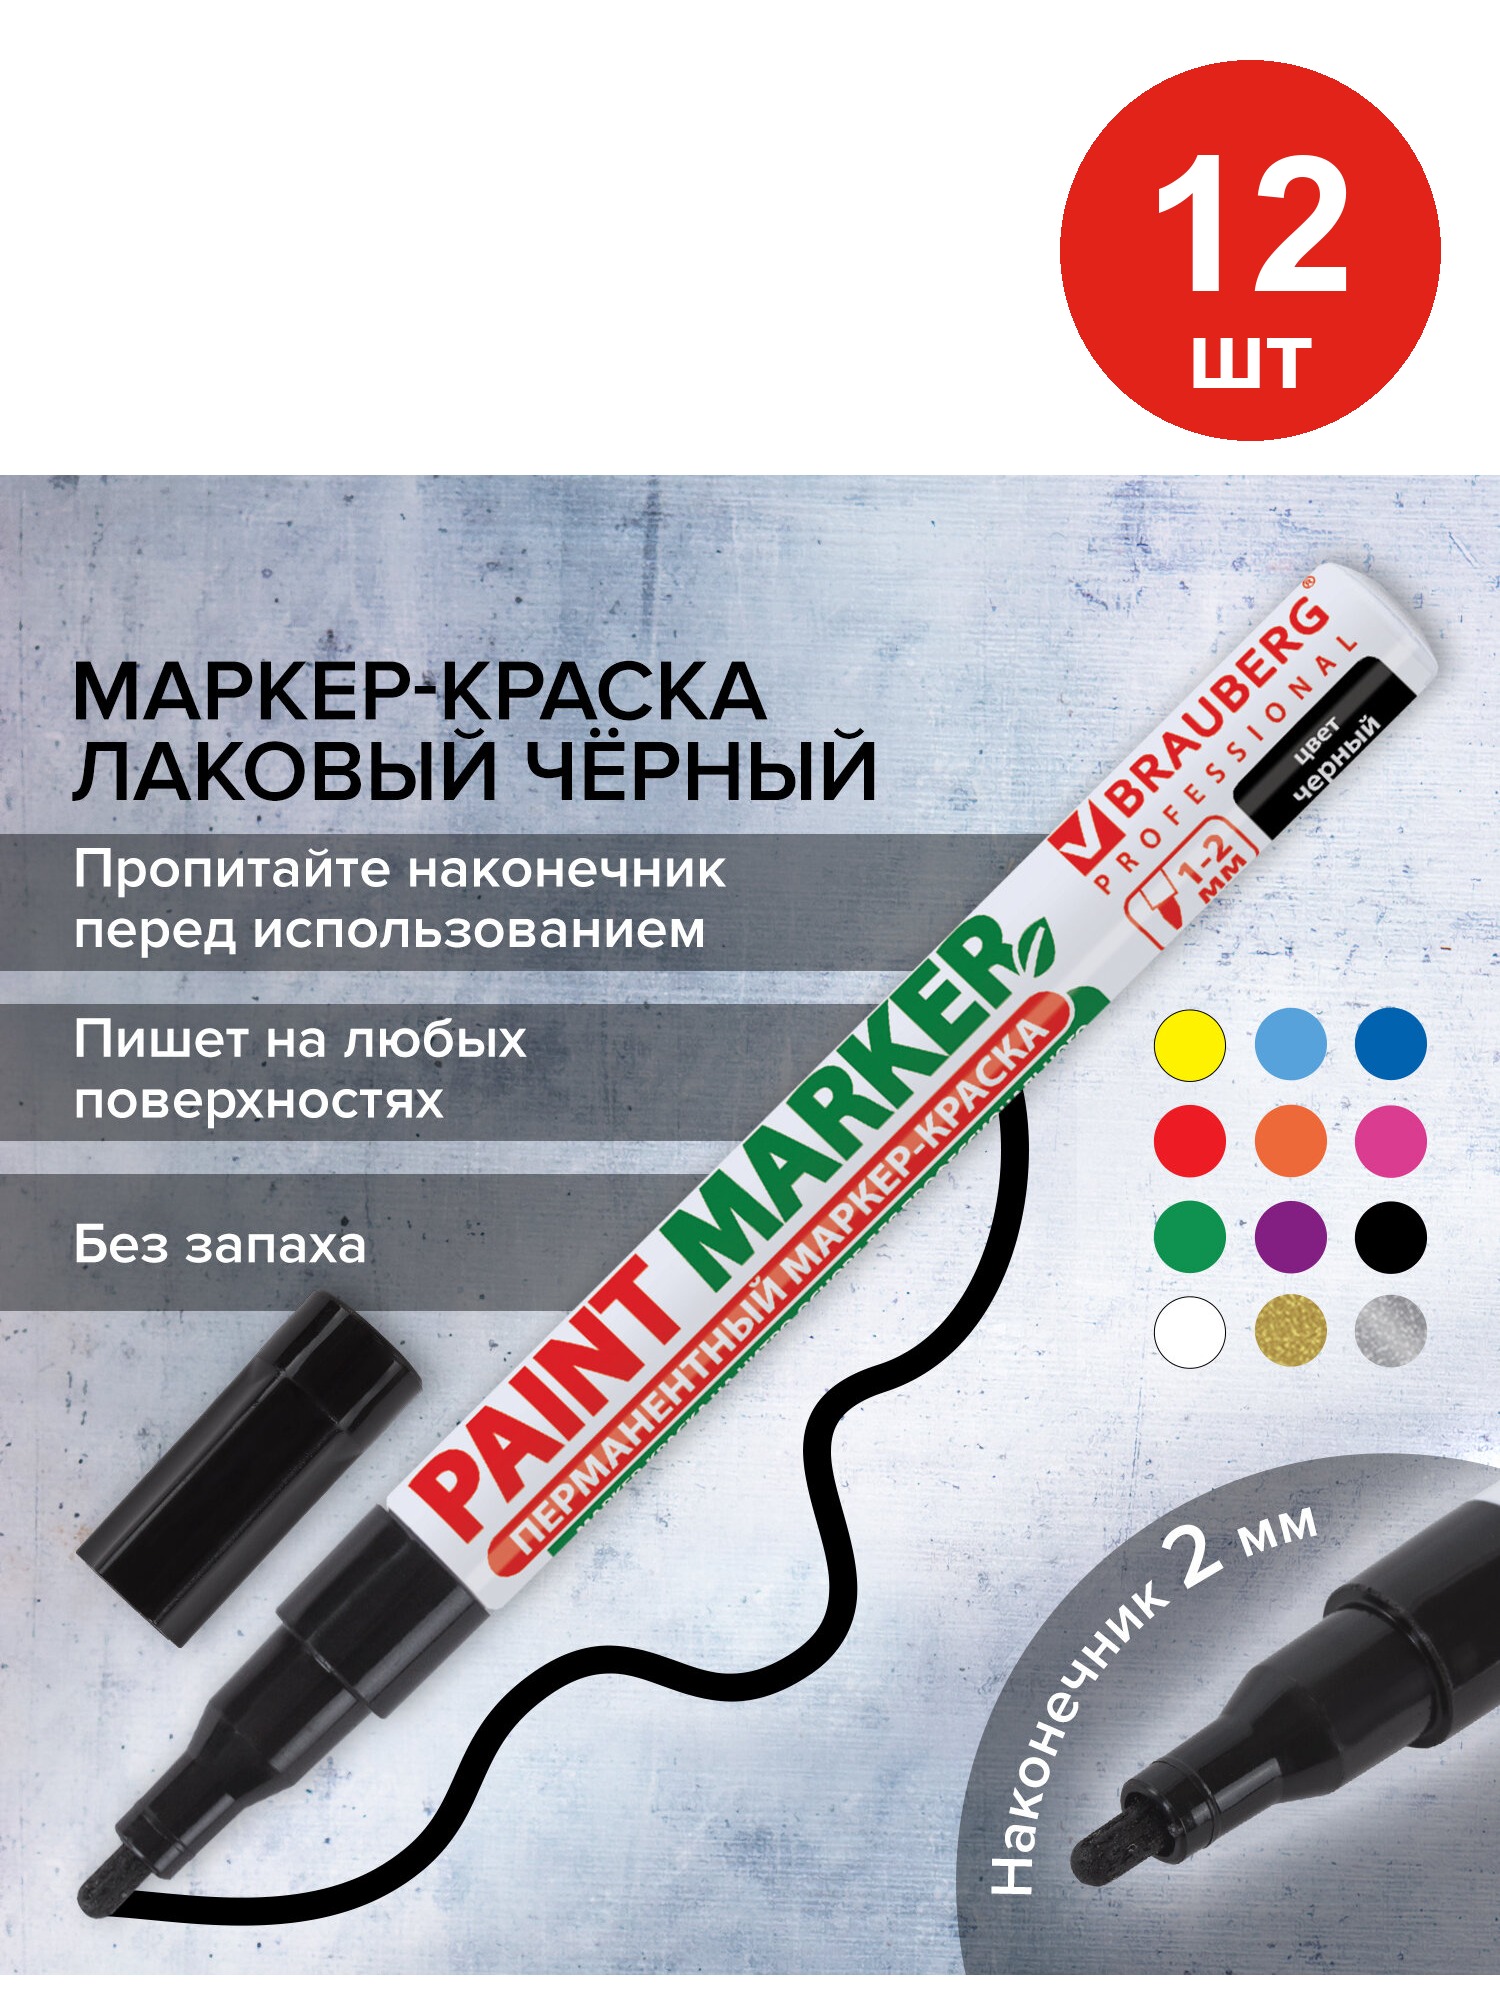 12
шт
МАРКЕР-КРАСКА
ЛАКОВЫЙ ЧЁРНЫЙ
Пропитайте наконечник
перед использованием
Пишет на любых
поверхностях
Без запаха
BRAUBERG®
PROFESSIONAL
цвет
черный
1-2
мм
PAINT MARKER
ПЕРМАНЕНТНЫЙ МАРКЕР-КРАСКА
Наконечник 2 мм